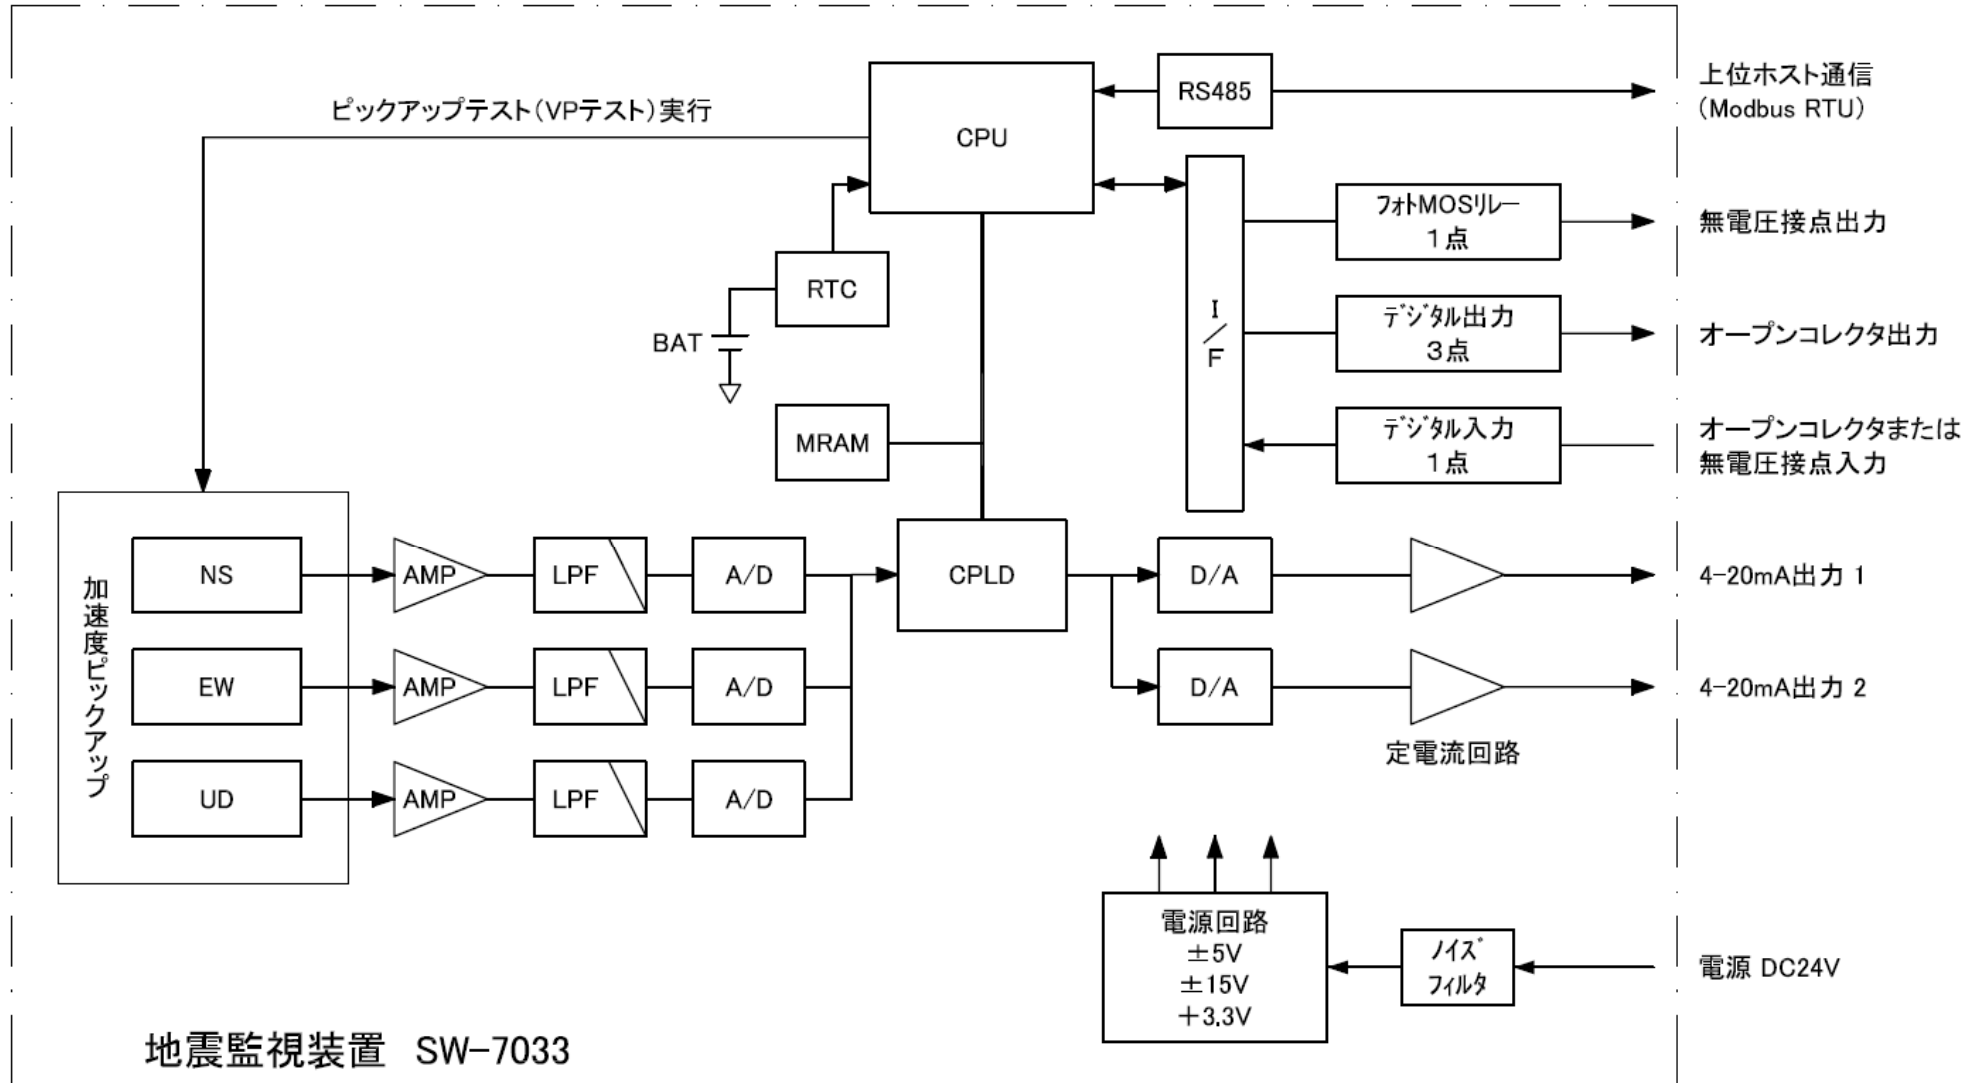 ピックアップテスト(VPテスト)実行
CPU
RS485
上位ホスト通信
(Modbus RTU)
フォトMOSリレー
1点
無電圧接点出力
RTC
BAT
I/F
デジタル出力
3点
オープンコレクタ出力
MRAM
デジタル入力
1点
オープンコレクタまたは
無電圧接点入力
加速度ピックアップ
NS
AMP
LPF
A/D
CPLD
D/A
4-20mA出力 1
EW
AMP
LPF
A/D
D/A
4-20mA出力 2
定電流回路
UD
AMP
LPF
A/D
電源回路
±5V
±15V
+3.3V
ノイズ
フィルタ
電源 DC24V
地震監視装置 SW-7033